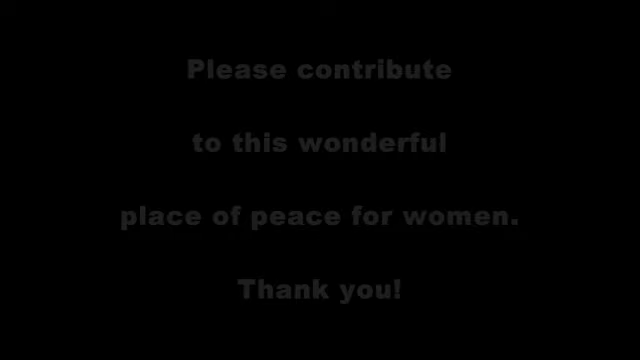 Please contribute
to this wonderful
place of peace for women.
Thank you!